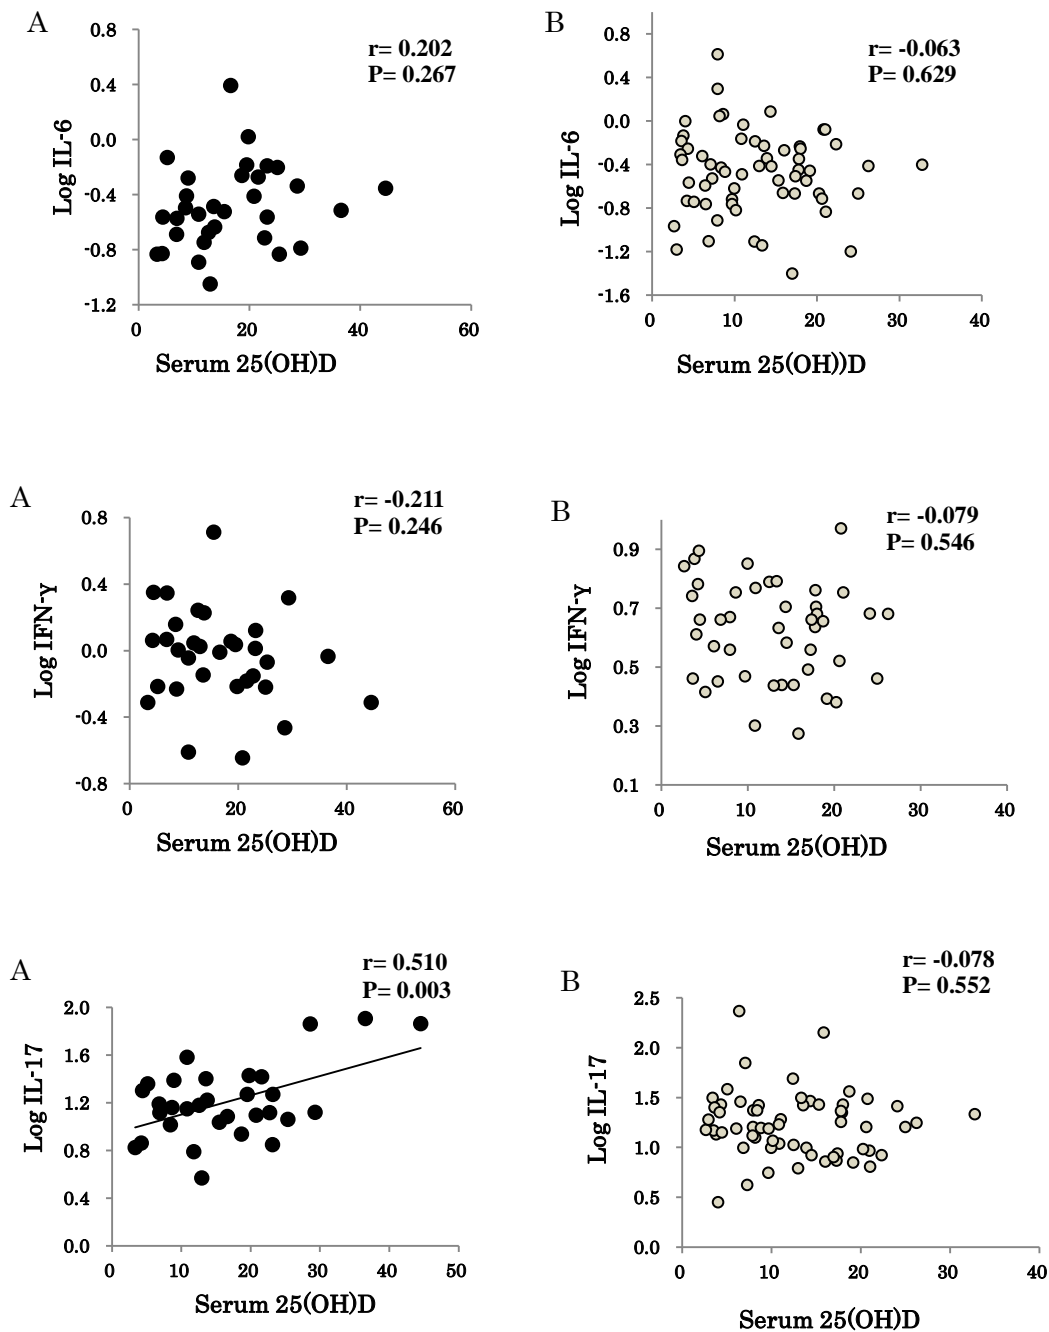 A
r= 0.202
P= 0.267
0.8
0.4
0.0
-0.4
-0.8
-1.2
Log IL-6
0 20 40 60
Serum 25(OH)D
B
r= -0.063
P= 0.629
0.8
0.4
0.0
-0.4
-0.8
-1.2
-1.6
Log IL-6
0 10 20 30 40
Serum 25(OH))D
A
r= -0.211
P= 0.246
0.8
0.4
0.0
-0.4
-0.8
Log IFN-γ
0 20 40 60
Serum 25(OH)D
B
r= -0.079
P= 0.546
0.9
0.7
0.5
0.3
0.1
Log IFN-γ
0 10 20 30 40
Serum 25(OH)D
A
r= 0.510
P= 0.003
2.0
1.6
1.2
0.8
0.4
0.0
Log IL-17
0 10 20 30 40 50
Serum 25(OH)D
B
r= -0.078
P= 0.552
2.5
2.0
1.5
1.0
0.5
0.0
Log IL-17
0 10 20 30 40
Serum 25(OH)D